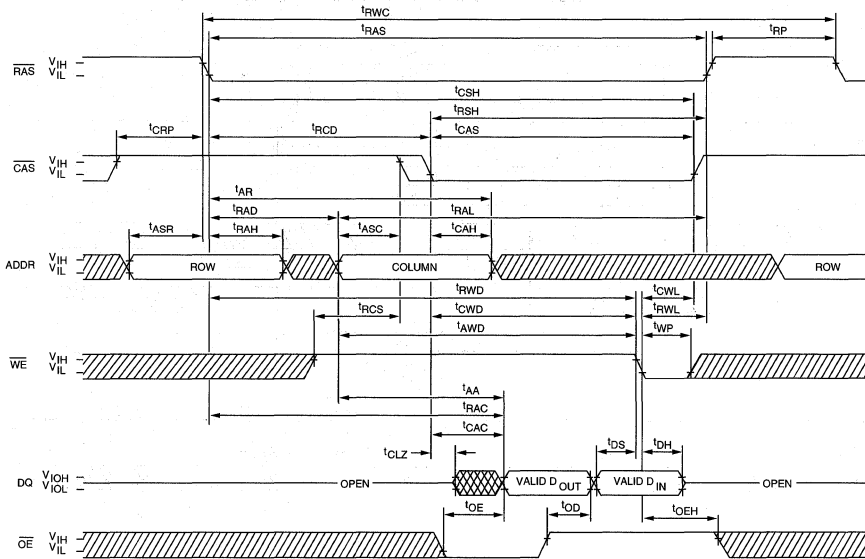 tRWC
tRAS tRP
RAS VIH
VIL
tCSH
tRSH
tCRP tRCD tCAS
CAS VIH
VIL
tAR
tRAD tRAL
tASR tRAH tASC tCAH
ADDR VIH
VIL
ROW COLUMN ROW
tRWD tCWL
tRCS tCWD tRWL
tAWD tWP
WE VIH
VIL
tAA
tRAC
tCAC
tCLZ tDS tDH
DQ VIOH
VIOL
OPEN VALID DOUT VALID DIN OPEN
tOE tOD tOEH
OE VIH
VIL